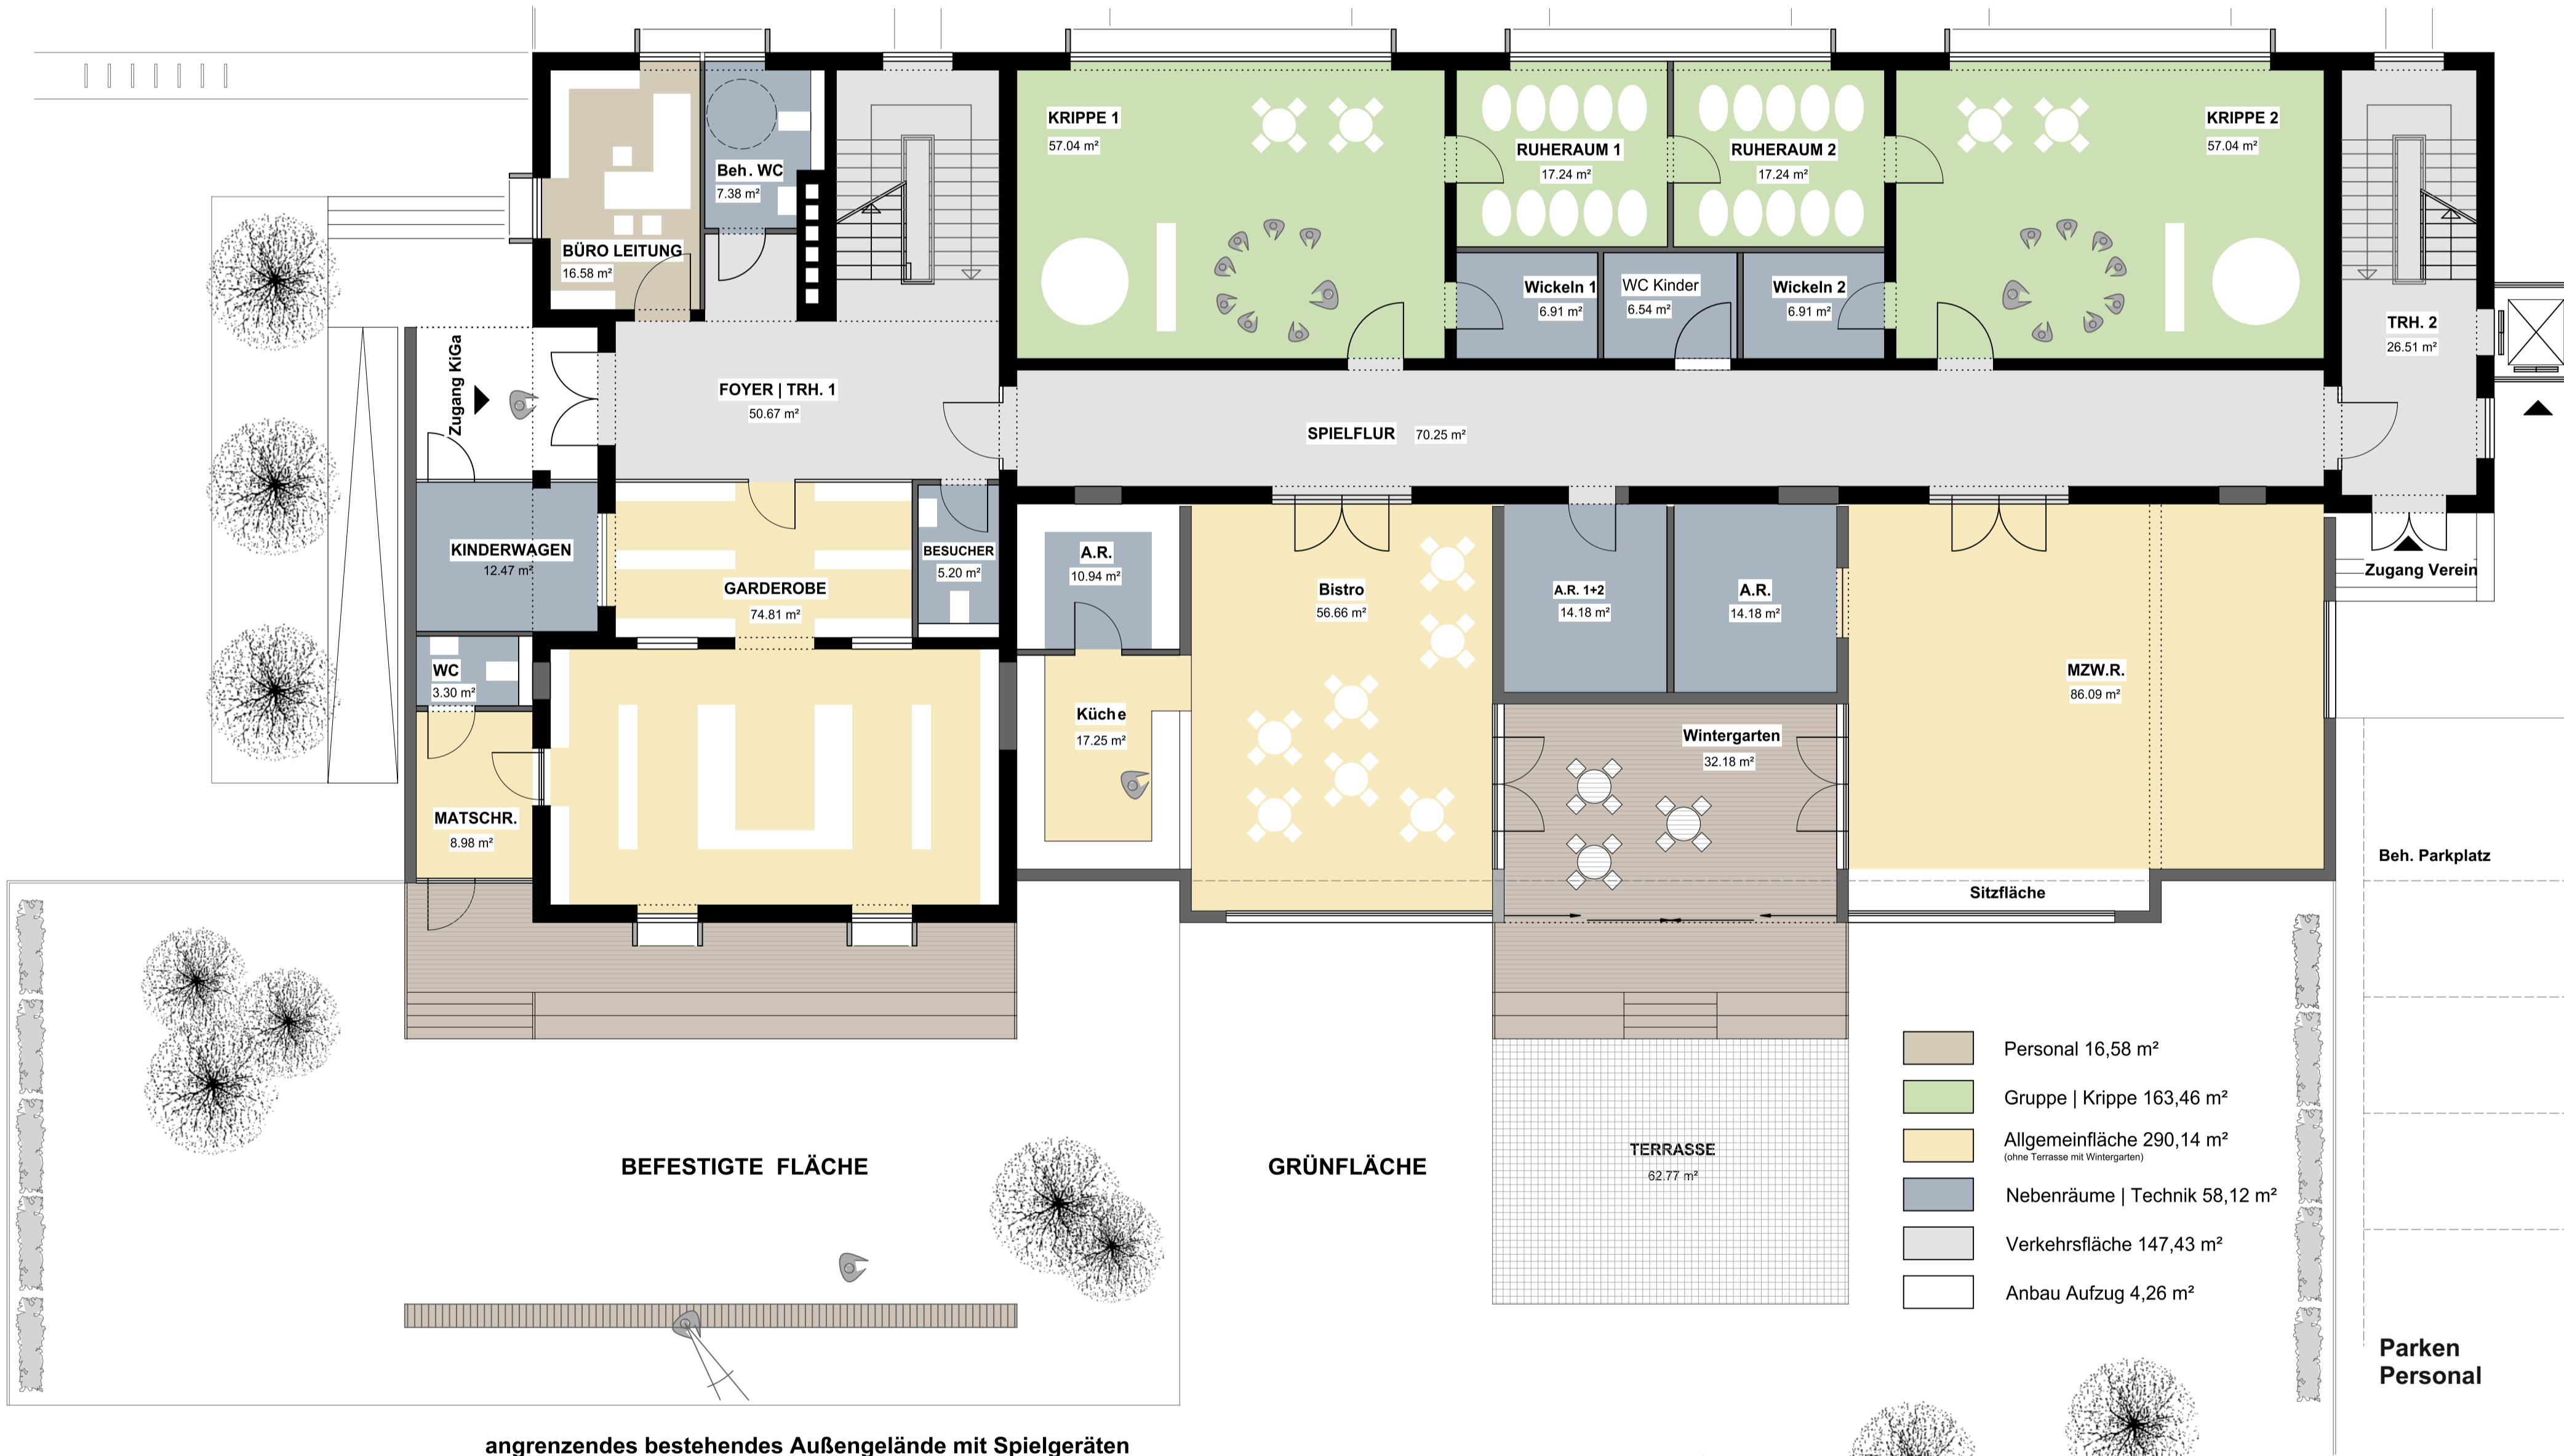 KRIPPE 1
57.04 m²
RUHERAUM 1
17.24 m²
RUHERAUM 2
17.24 m²
KRIPPE 2
57.04 m²
Beh. WC
7.38 m²
BÜRO LEITUNG
16.58 m²
Wickeln 1
6.91 m²
WC Kinder
6.54 m²
Wickeln 2
6.91 m²
TRH. 2
26.51 m²
Zugang KiGa
FOYER | TRH. 1
50.67 m²
SPIELFLUR 70.25 m²
KINDERWAGEN
12.47 m²
GARDEROBE
74.81 m²
BESUCHER
5.20 m²
A.R.
10.94 m²
Bistro
56.66 m²
A.R. 1+2
14.18 m²
A.R.
14.18 m²
Zugang Verein
WC
3.30 m²
MZW.R.
86.09 m²
Küche
17.25 m²
Wintergarten
32.18 m²
MATSCHR.
8.98 m²
Beh. Parkplatz
Sitzfläche
Personal 16,58 m²
Gruppe | Krippe 163,46 m²
Allgemeinfläche 290,14 m²
(ohne Terrasse mit Wintergarten)
Nebenräume | Technik 58,12 m²
Verkehrsfläche 147,43 m²
Anbau Aufzug 4,26 m²
BEFESTIGTE FLÄCHE
GRÜNFLÄCHE
TERRASSE
62.77 m²
Parken
Personal
angrenzendes bestehendes Außengelände mit Spielgeräten